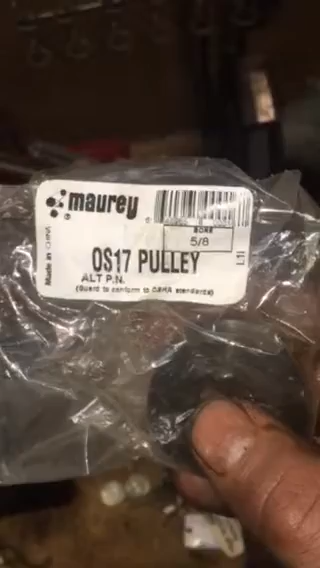 maurey
BORE
5/8
OS17 PULLEY
ALT P.N.
(Guard to conform to OSHA standards)
Made in CHINA